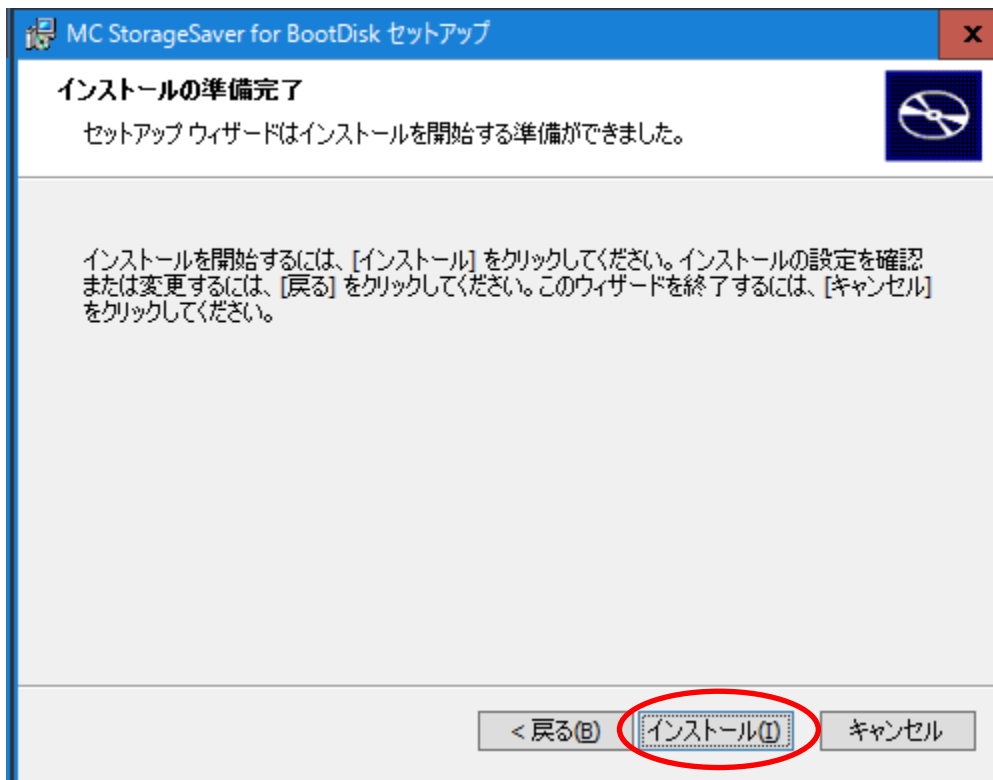 MC StorageSaver for BootDisk セットアップ
インストールの準備完了
セットアップ ウィザードはインストールを開始する準備ができました。
インストールを開始するには、[インストール] をクリックしてください。インストールの設定を確認
または変更するには、[戻る] をクリックしてください。このウィザードを終了するには、[キャンセル]
をクリックしてください。
< 戻る(B) インストール(I) キャンセル